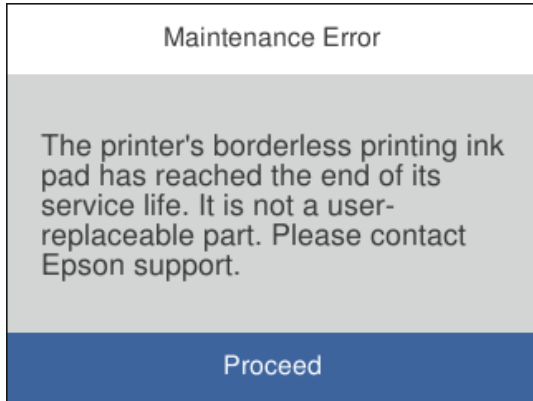 Maintenance Error
The printer's borderless printing ink
pad has reached the end of its
service life. It is not a user-
replaceable part. Please contact
Epson support.
Proceed